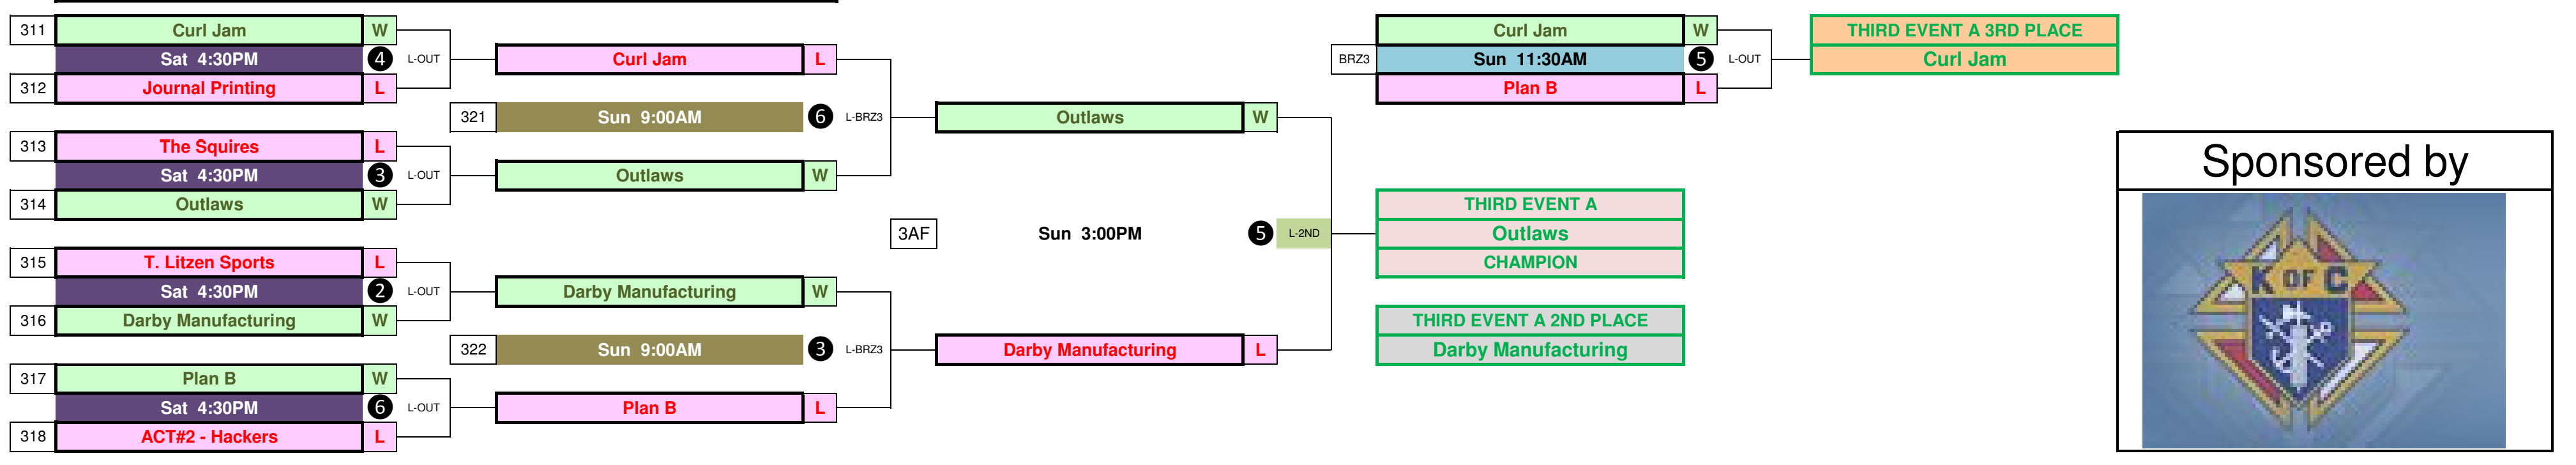 311 Curl Jam W
Sat 4:30PM 4 L-OUT
312 Journal Printing L
313 The Squires L
Sat 4:30PM 3 L-OUT
314 Outlaws W
315 T. Litzen Sports L
Sat 4:30PM 2 L-OUT
316 Darby Manufacturing W
317 Plan B W
Sat 4:30PM 6 L-OUT
318 ACT#2 - Hackers L
Curl Jam L
321 Sun 9:00AM 6 L-BRZ3
Outlaws W
Darby Manufacturing W
322 Sun 9:00AM 3 L-BRZ3
Plan B L
Outlaws W
3AF Sun 3:00PM 5 L-2ND
Darby Manufacturing L
Curl Jam W
BRZ3 Sun 11:30AM 5 L-OUT
Plan B L
THIRD EVENT A
Outlaws
CHAMPION
THIRD EVENT A 2ND PLACE
Darby Manufacturing
THIRD EVENT A 3RD PLACE
Curl Jam
Sponsored by
K OF C